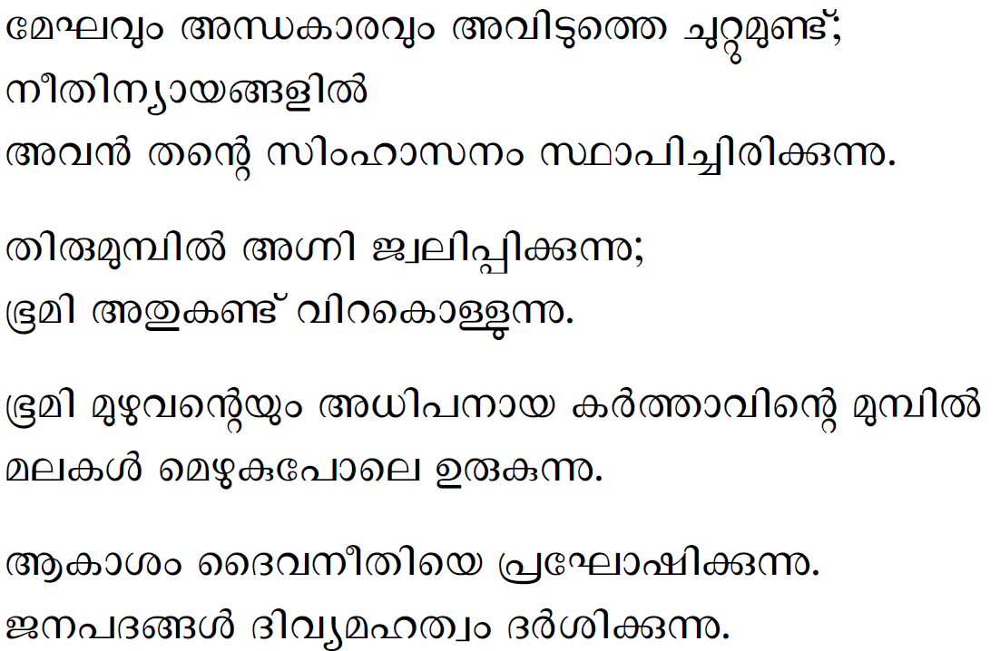 മേഘവും അന്ധകാരവും അവിടുത്തെ ചുറ്റുമുണ്ട്;
നീതിന്യായങ്ങളിൽ
അവൻ തന്റെ സിംഹാസനം സ്ഥാപിച്ചിരിക്കുന്നു.
തിരുമുമ്പിൽ അഗ്നി ജ്വലിപ്പിക്കുന്നു;
ഭൂമി അതുകണ്ട് വിറകൊള്ളുന്നു.
ഭൂമി മുഴുവന്റെയും അധിപനായ കർത്താവിന്റെ മുമ്പിൽ
മലകൾ മെഴുകുപോലെ ഉരുകുന്നു.
ആകാശം ദൈവനീതിയെ പ്രഘോഷിക്കുന്നു.
ജനപദങ്ങൾ ദിവ്യമഹത്വം ദർശിക്കുന്നു.